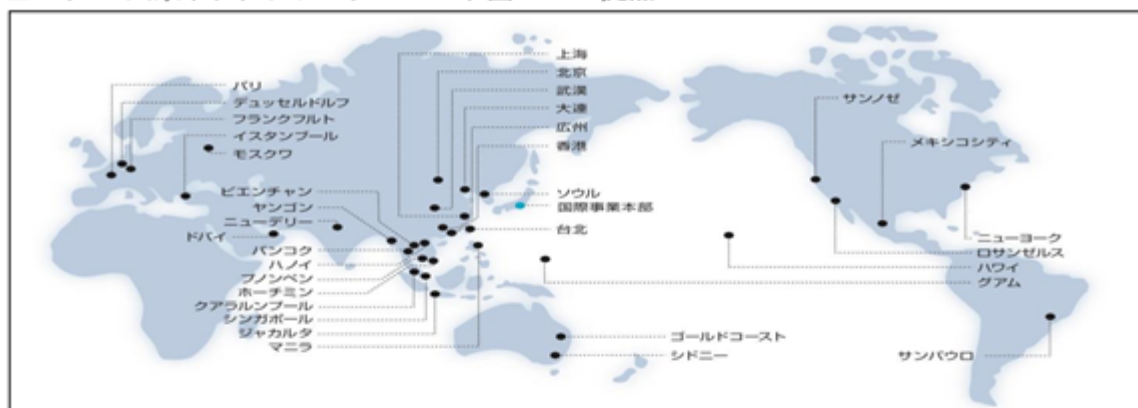 パリ
デュッセルドルフ
フランクフルト
イスタンブール
モスクワ
ビエンチャン
ヤンゴン
ニューデリー
ドバイ
バンコク
ハノイ
プノンペン
ホーチミン
クアラルンプール
シンガポール
ジャカルタ
マニラ
上海
北京
武漢
大連
広州
香港
ソウル
国際事業本部
台北
サンノゼ
メキシコシティ
ニューヨーク
ロサンゼルス
ハワイ
グアム
ゴールドコースト
シドニー
サンパウロ